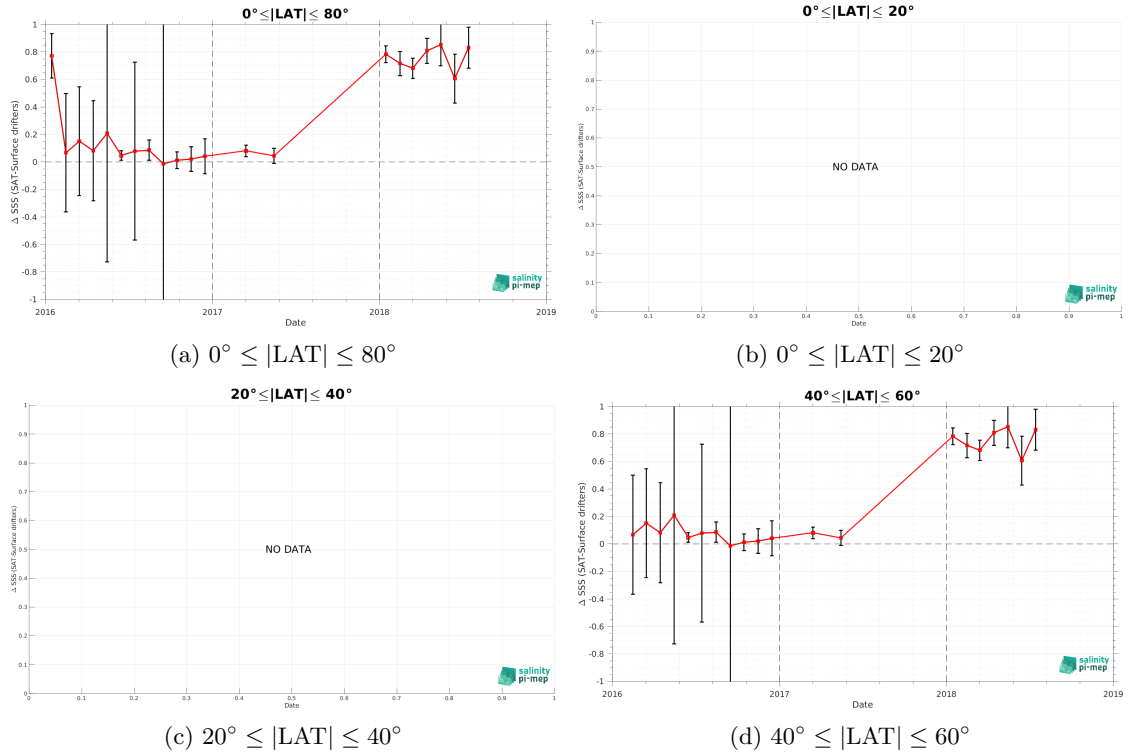 0°≤|LAT|≤ 80°
1
0.8
0.6
0.4
0.2
0
-0.2
-0.4
-0.6
-0.8
-1
Δ SSS (SAT-Surface drifters)
2016
2017
2018
2019
Date
salinity
pi-mep
(a) 0° ≤ |LAT| ≤ 80°
0°≤|LAT|≤ 20°
1
0.9
0.8
0.7
0.6
0.5
0.4
0.3
0.2
0.1
0
Δ SSS (SAT-Surface drifters)
NO DATA
0 0.1 0.2 0.3 0.4 0.5 0.6 0.7 0.8 0.9 1
Date
salinity
pi-mep
(b) 0° ≤ |LAT| ≤ 20°
20°≤|LAT|≤ 40°
1
0.9
0.8
0.7
0.6
0.5
0.4
0.3
0.2
0.1
0
Δ SSS (SAT-Surface drifters)
NO DATA
0 0.1 0.2 0.3 0.4 0.5 0.6 0.7 0.8 0.9 1
Date
salinity
pi-mep
(c) 20° ≤ |LAT| ≤ 40°
40°≤|LAT|≤ 60°
1
0.8
0.6
0.4
0.2
0
-0.2
-0.4
-0.6
-0.8
-1
Δ SSS (SAT-Surface drifters)
2016
2017
2018
2019
Date
salinity
pi-mep
(d) 40° ≤ |LAT| ≤ 60°